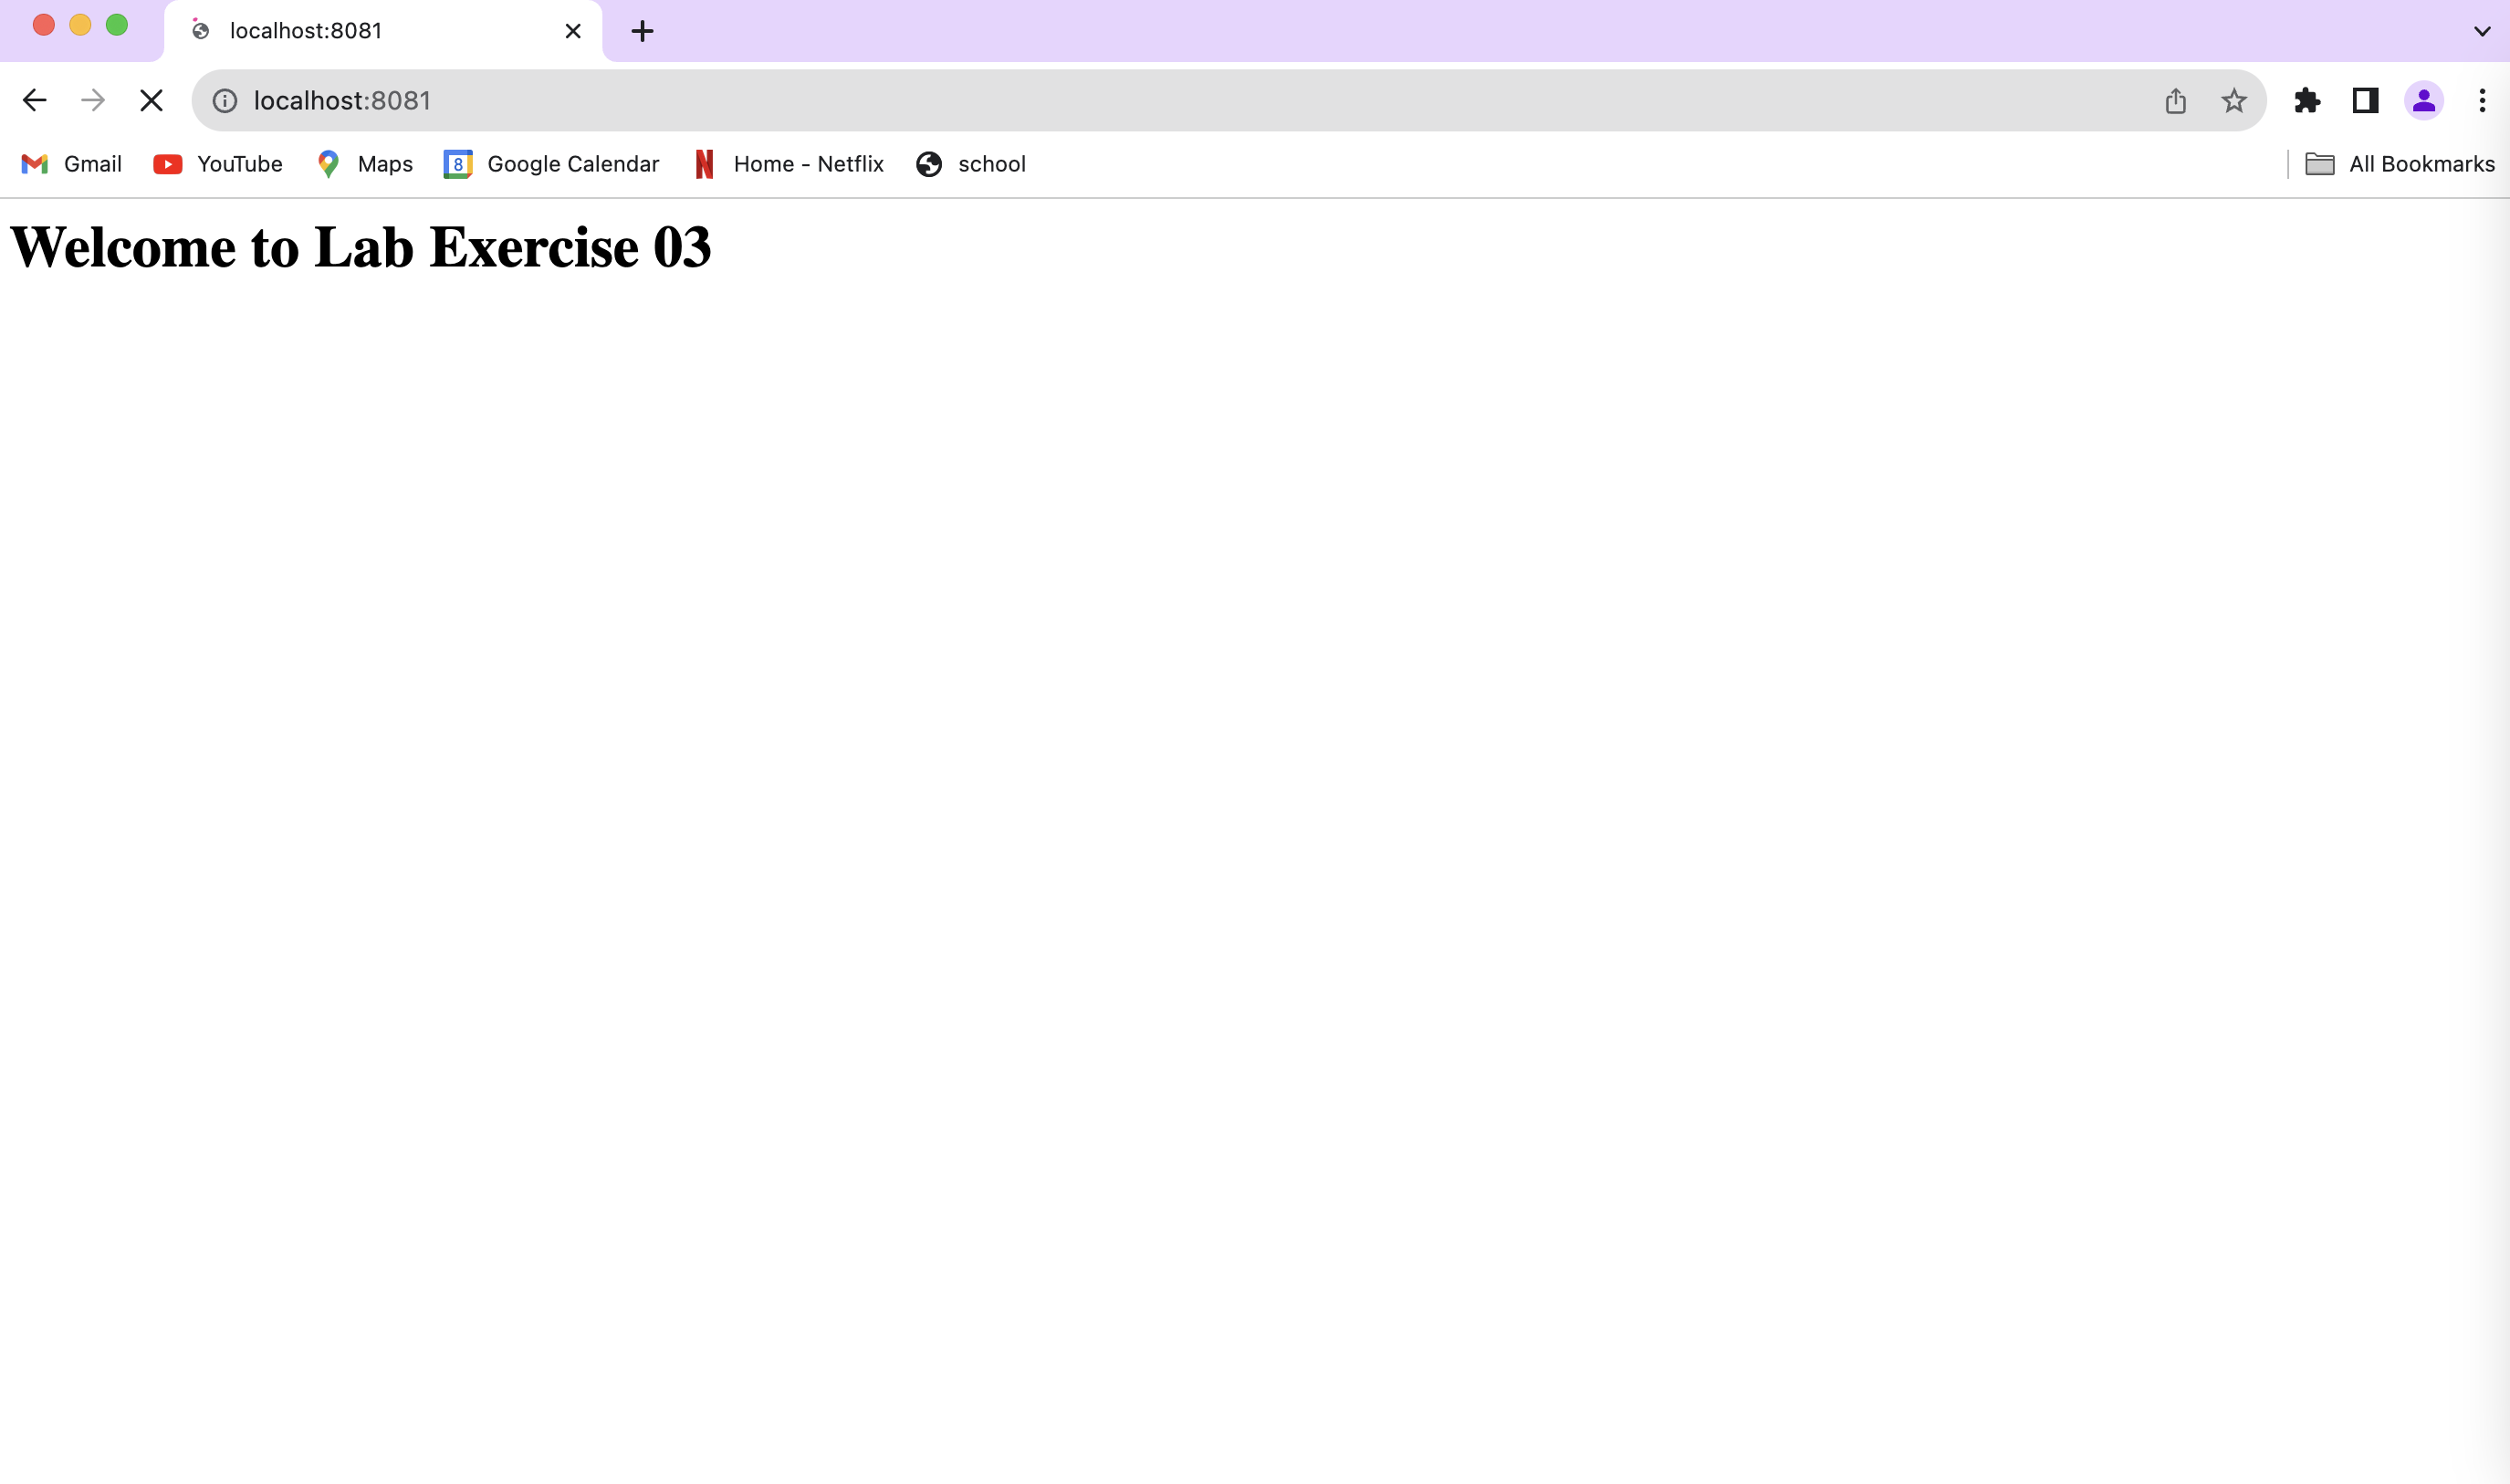 localhost:8081
localhost:8081
Gmail YouTube Maps 8 Google Calendar Home - Netflix school All Bookmarks
Welcome to Lab Exercise 03